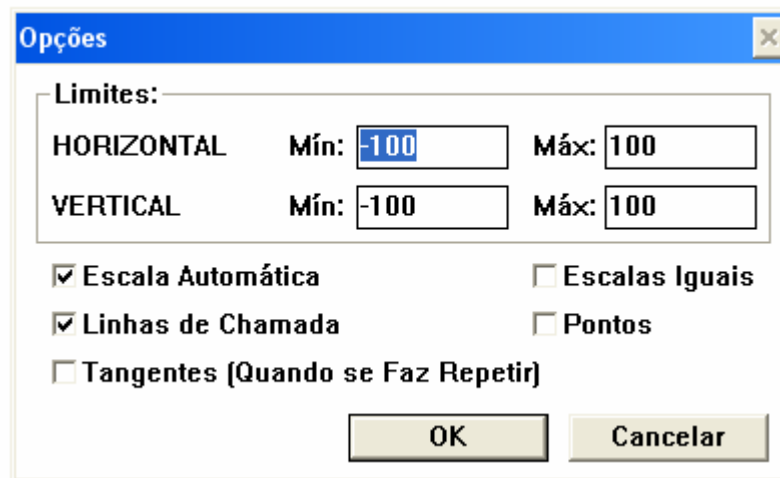 Opções
Limites:
HORIZONTAL Mín: -100 Máx: 100
VERTICAL Mín: -100 Máx: 100
Escala Automática Escalas Iguais
Linhas de Chamada Pontos
Tangentes (Quando se Faz Repetir)
OK Cancelar